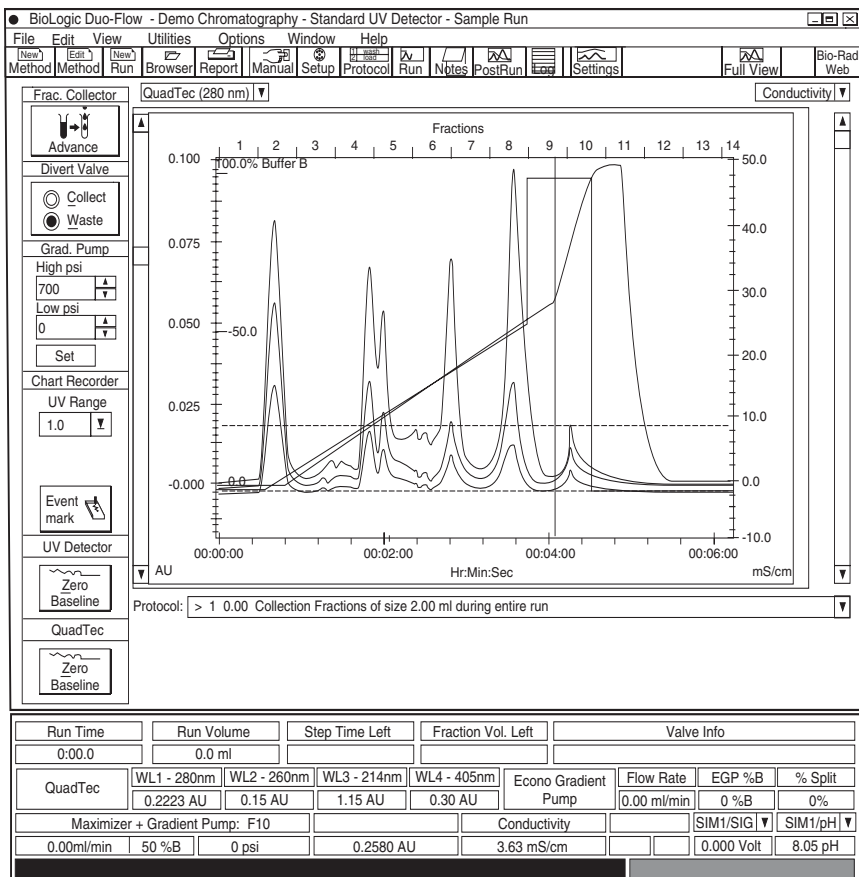 BioLogic Duo-Flow - Demo Chromatography - Standard UV Detector - Sample Run
File Edit View Utilities Options Window Help
New Method
Edit Method
New Run
Browser
Report
Manual
Setup
1 wash 2 load Protocol
Run
Notes
PostRun
Log
Settings
Full View
Bio-Rad Web
Frac. Collector
Advance
Divert Valve
Collect
Waste
Grad. Pump
High psi
700
Low psi
0
Set
Chart Recorder
UV Range
1.0
Event mark
UV Detector
Zero Baseline
QuadTec
Zero Baseline
QuadTec (280 nm)
Conductivity
Fractions
1 2 3 4 5 6 7 8 9 10 11 12 13 14
100.0% Buffer B
0.100
0.075
0.050
0.025
-0.000
-50.0
0.0
50.0
40.0
30.0
20.0
10.0
0.0
-10.0
00:00:00 00:02:00 00:04:00 00:06:00
AU Hr:Min:Sec mS/cm
Protocol: > 1 0.00 Collection Fractions of size 2.00 ml during entire run
Run Time Run Volume Step Time Left Fraction Vol. Left Valve Info
0:00.0 0.0 ml
QuadTec WL1 - 280nm WL2 - 260nm WL3 - 214nm WL4 - 405nm Econo Gradient Pump Flow Rate EGP %B % Split
0.2223 AU 0.15 AU 1.15 AU 0.30 AU 0.00 ml/min 0 %B 0%
Maximizer + Gradient Pump: F10 Conductivity SIM1/SIG SIM1/pH
0.00ml/min 50 %B 0 psi 0.2580 AU 3.63 mS/cm 0.000 Volt 8.05 pH